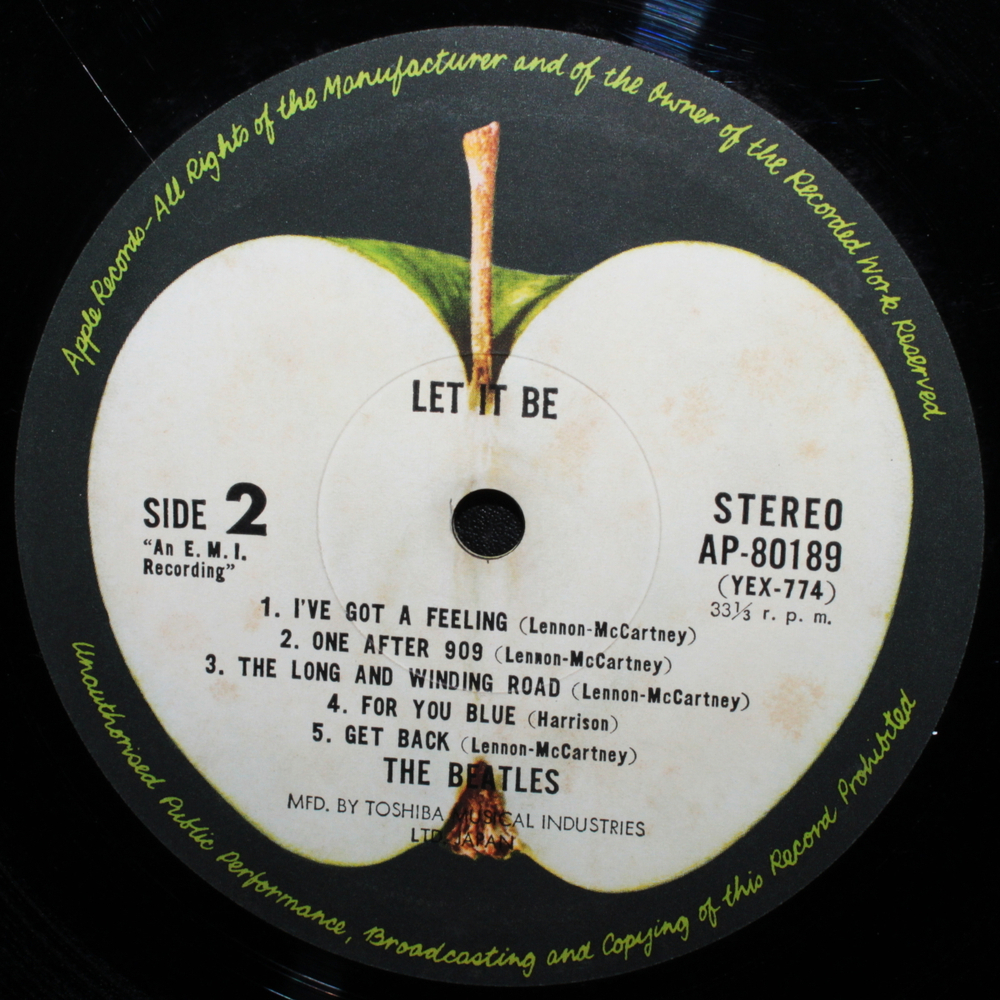 Apple Records—All Rights of the Manufacturer and of the Owner of the Recorded Work Reserved
LET IT BE
SIDE 2
“An E. M. I.
Recording”
STEREO
AP-80189
(YEX-774)
33⅓ r. p. m.
1. I'VE GOT A FEELING (Lennon-McCartney)
2. ONE AFTER 909 (Lennon-McCartney)
3. THE LONG AND WINDING ROAD (Lennon-McCartney)
4. FOR YOU BLUE (Harrison)
5. GET BACK (Lennon-McCartney)
THE BEATLES
MFD. BY TOSHIBA MUSICAL INDUSTRIES
LTD. JAPAN
Unauthorised Public Performance, Broadcasting and Copying of this Record Prohibited